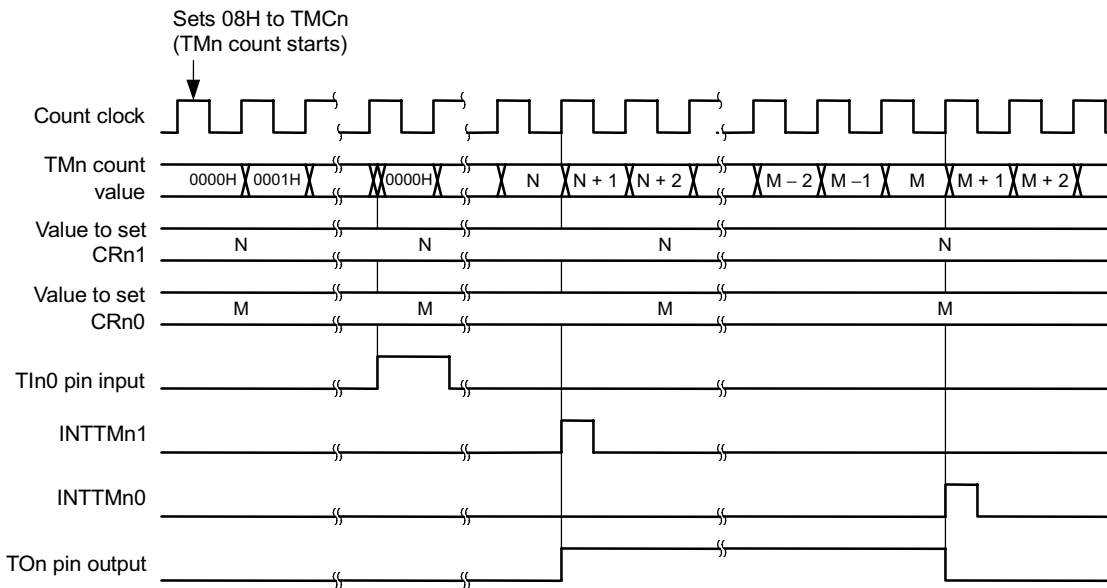 Sets 08H to TMCn
(TMn count starts)
Count clock
TMn count
value
0000H 0001H 0000H N N + 1 N + 2 M – 2 M –1 M M + 1 M + 2
Value to set
CRn1
N N N N
Value to set
CRn0
M M M M
TIn0 pin input
INTTMn1
INTTMn0
TOn pin output